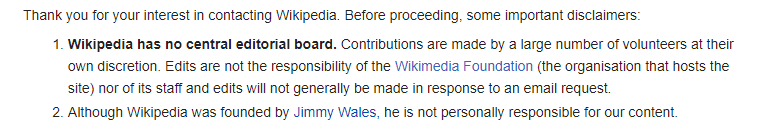 Thank you for your interest in contacting Wikipedia. Before proceeding, some important disclaimers:
1. Wikipedia has no central editorial board. Contributions are made by a large number of volunteers at their
own discretion. Edits are not the responsibility of the Wikimedia Foundation (the organisation that hosts the
site) nor of its staff and edits will not generally be made in response to an email request.
2. Although Wikipedia was founded by Jimmy Wales, he is not personally responsible for our content.